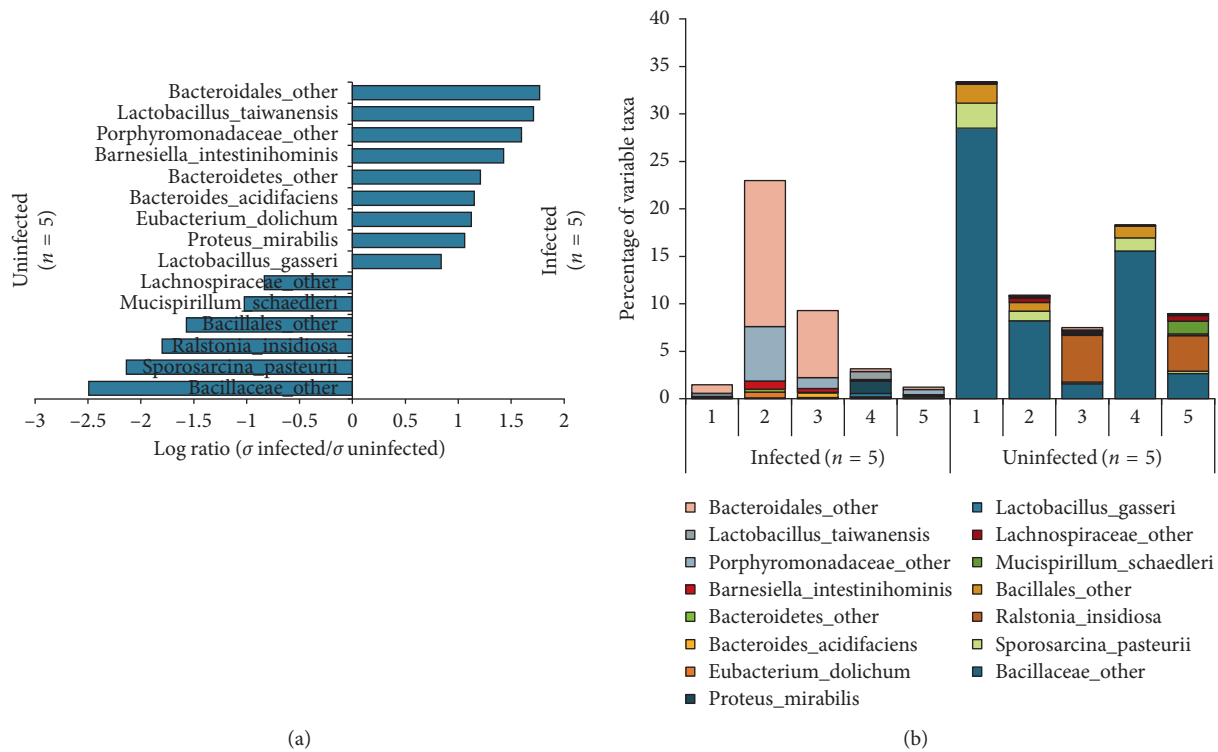 Bacteroidales_other
Lactobacillus_taiwanensis
Porphyromonadaceae_other
Barnesiella_intestinihominis
Bacteroidetes_other
Bacteroides_acidifaciens
Eubacterium_dolichum
Proteus_mirabilis
Lactobacillus_gasseri
Lachnospiraceae_other
Mucispirillum_schaedleri
Bacillales_other
Ralstonia_insidiosa
Sporosarcina_pasteurii
Bacillaceae_other
Uninfected
(n = 5)
Infected
(n = 5)
−3 −2.5 −2 −1.5 −1 −0.5 0 0.5 1 1.5 2
Log ratio (σ infected/σ uninfected)
(a)
Percentage of variable taxa
40
35
30
25
20
15
10
5
0
1 2 3 4 5 1 2 3 4 5
Infected (n = 5) Uninfected (n = 5)
Bacteroidales_other
Lactobacillus_taiwanensis
Porphyromonadaceae_other
Barnesiella_intestinihominis
Bacteroidetes_other
Bacteroides_acidifaciens
Eubacterium_dolichum
Proteus_mirabilis
Lactobacillus_gasseri
Lachnospiraceae_other
Mucispirillum_schaedleri
Bacillales_other
Ralstonia_insidiosa
Sporosarcina_pasteurii
Bacillaceae_other
(b)